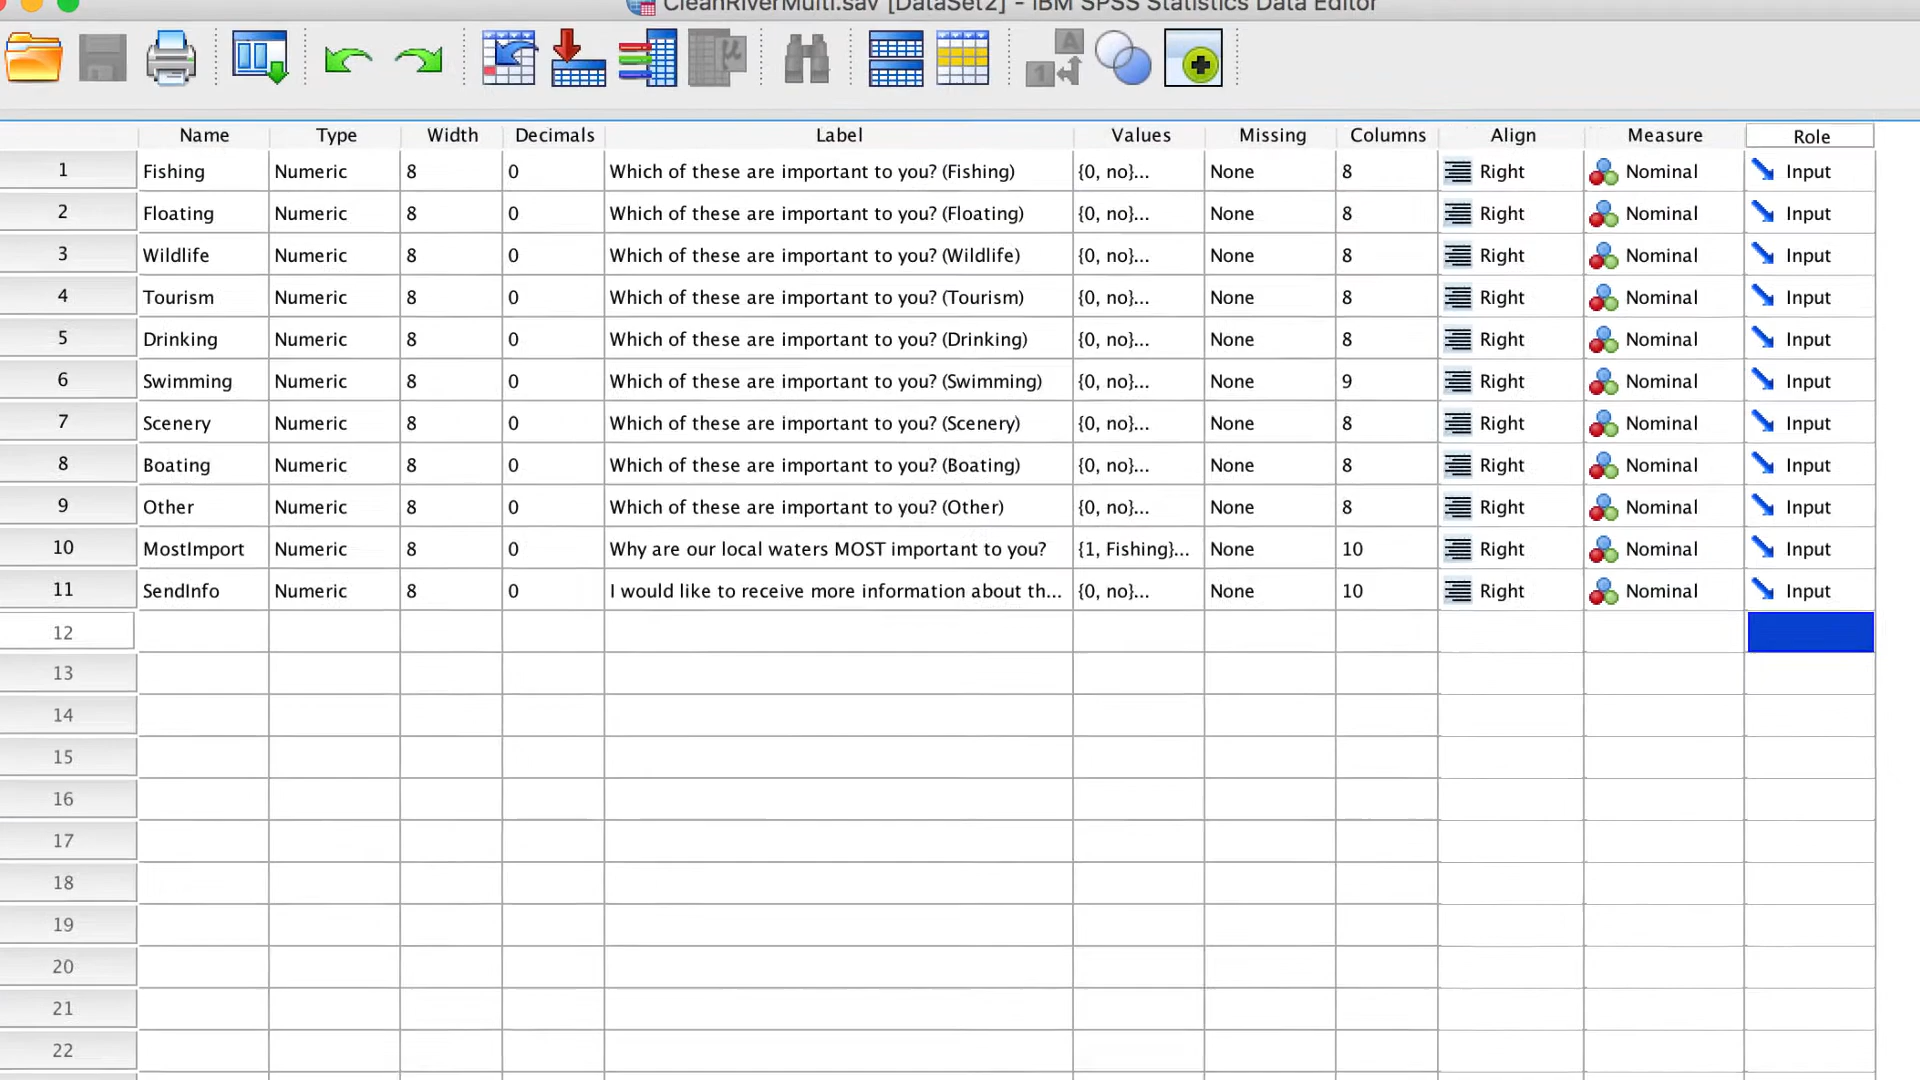 CleanRiverMulti.sav [DataSet2] - IBM SPSS Statistics Data Editor
Name Type Width Decimals Label Values Missing Columns Align Measure Role
1 Fishing Numeric 8 0 Which of these are important to you? (Fishing) {0, no}... None 8 Right Nominal Input
2 Floating Numeric 8 0 Which of these are important to you? (Floating) {0, no}... None 8 Right Nominal Input
3 Wildlife Numeric 8 0 Which of these are important to you? (Wildlife) {0, no}... None 8 Right Nominal Input
4 Tourism Numeric 8 0 Which of these are important to you? (Tourism) {0, no}... None 8 Right Nominal Input
5 Drinking Numeric 8 0 Which of these are important to you? (Drinking) {0, no}... None 8 Right Nominal Input
6 Swimming Numeric 8 0 Which of these are important to you? (Swimming) {0, no}... None 9 Right Nominal Input
7 Scenery Numeric 8 0 Which of these are important to you? (Scenery) {0, no}... None 8 Right Nominal Input
8 Boating Numeric 8 0 Which of these are important to you? (Boating) {0, no}... None 8 Right Nominal Input
9 Other Numeric 8 0 Which of these are important to you? (Other) {0, no}... None 8 Right Nominal Input
10 MostImport Numeric 8 0 Why are our local waters MOST important to you? {1, Fishing}... None 10 Right Nominal Input
11 SendInfo Numeric 8 0 I would like to receive more information about th... {0, no}... None 10 Right Nominal Input
12
13
14
15
16
17
18
19
20
21
22